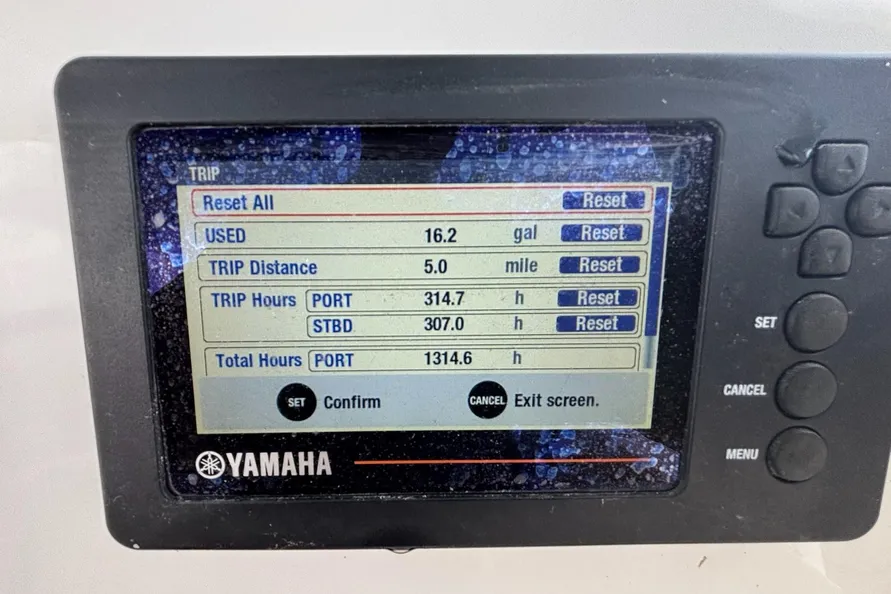 TRIP
Reset All Reset
USED 16.2 gal Reset
TRIP Distance 5.0 mile Reset
TRIP Hours PORT 314.7 h Reset
STBD 307.0 h Reset
Total Hours PORT 1314.6 h
SET Confirm CANCEL Exit screen.
YAMAHA
SET
CANCEL
MENU